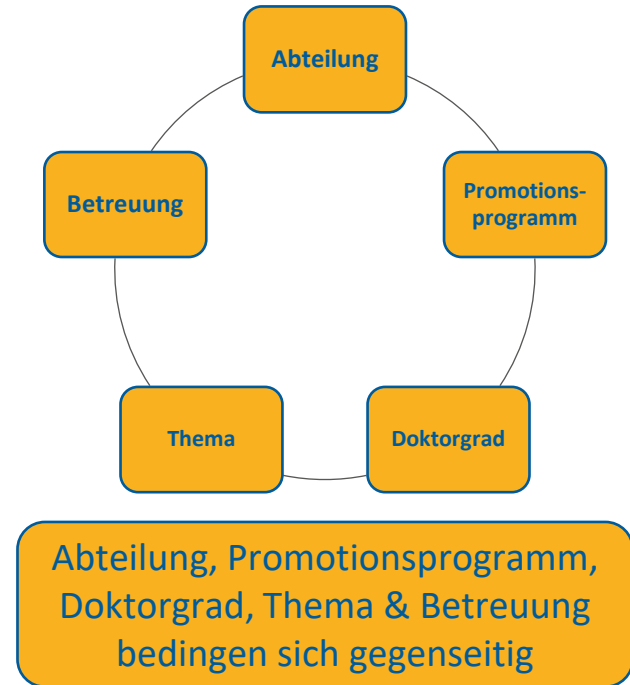 Abteilung
Promotions-
programm
Doktorgrad
Thema
Betreuung
Abteilung, Promotionsprogramm,
Doktorgrad, Thema & Betreuung
bedingen sich gegenseitig